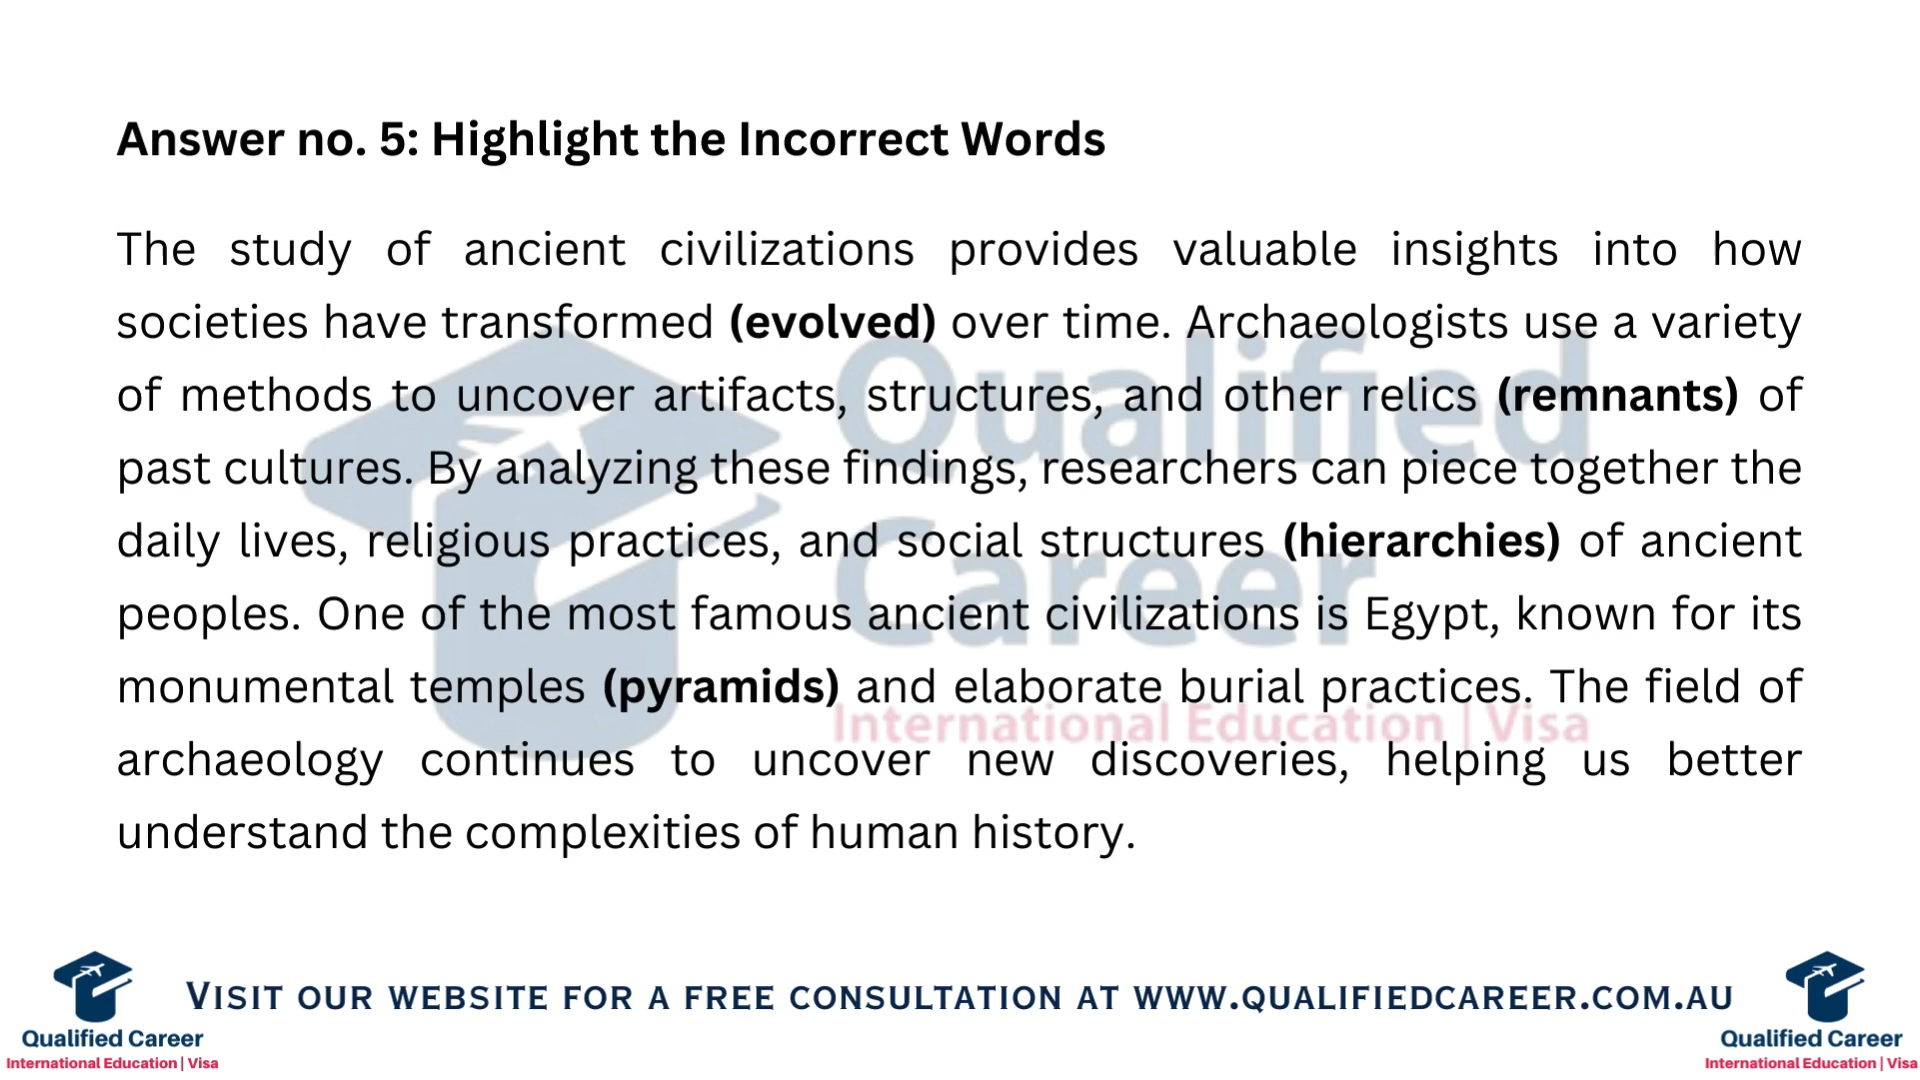 Answer no. 5: Highlight the Incorrect Words
The study of ancient civilizations provides valuable insights into how
societies have transformed (evolved) over time. Archaeologists use a variety
of methods to uncover artifacts, structures, and other relics (remnants) of
past cultures. By analyzing these findings, researchers can piece together the
daily lives, religious practices, and social structures (hierarchies) of ancient
peoples. One of the most famous ancient civilizations is Egypt, known for its
monumental temples (pyramids) and elaborate burial practices. The field of
archaeology continues to uncover new discoveries, helping us better
understand the complexities of human history.
Qualified
Career
International Education | Visa
VISIT OUR WEBSITE FOR A FREE CONSULTATION AT WWW.QUALIFIEDCAREER.COM.AU
Qualified Career
International Education | Visa
Qualified Career
International Education | Visa